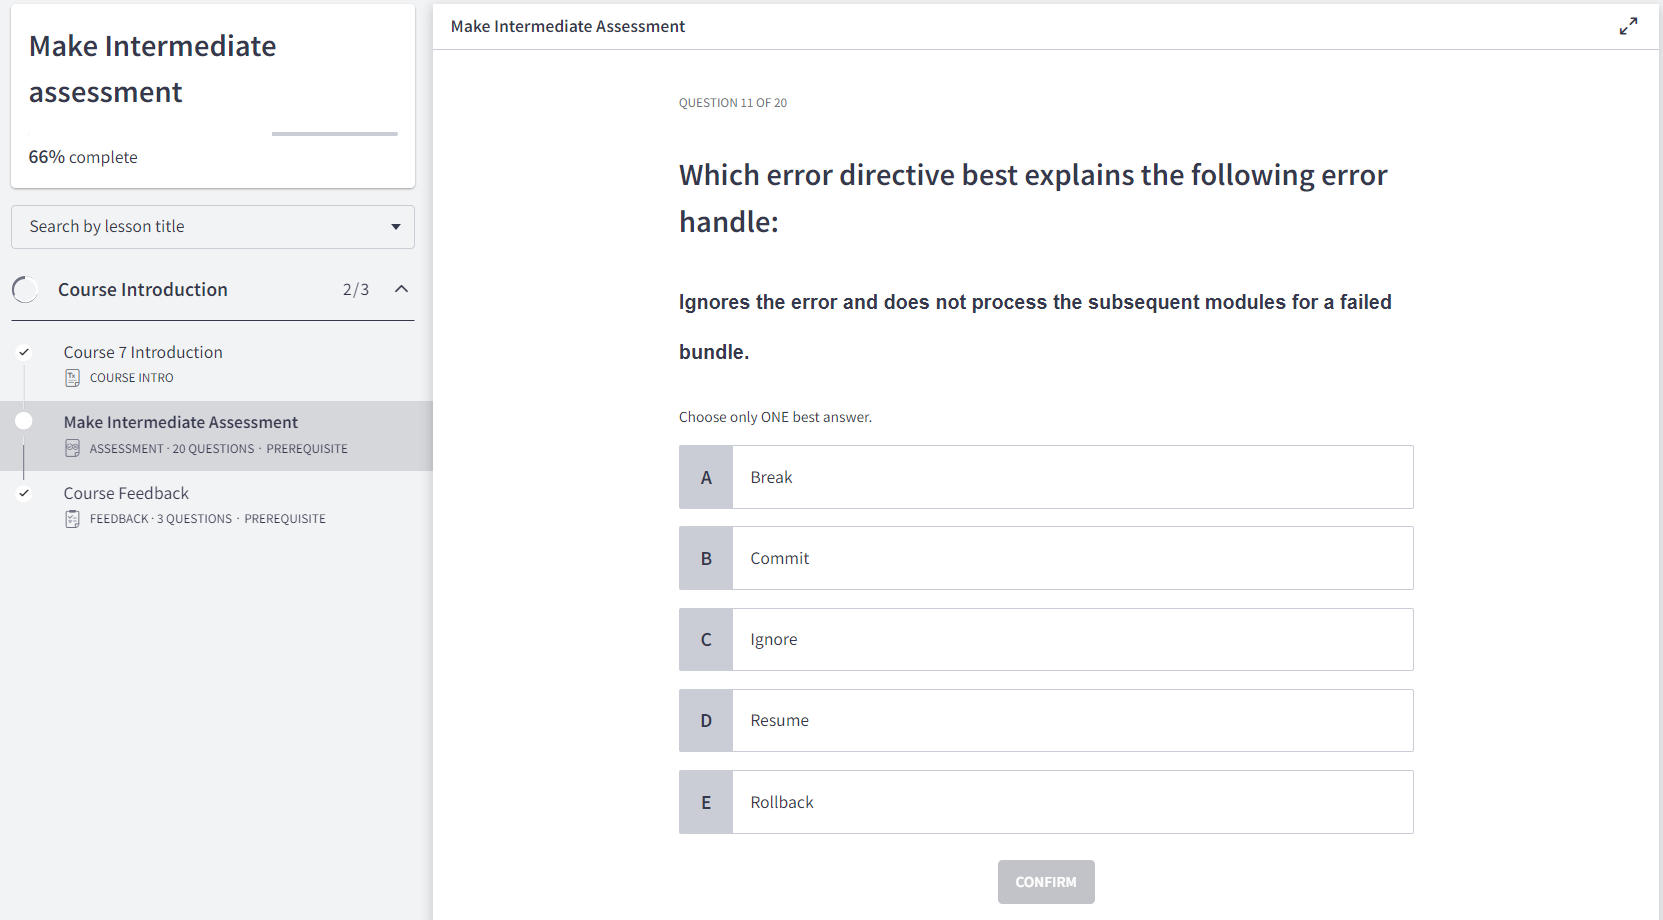 Make Intermediate
assessment
66% complete
Search by lesson title
Course Introduction 2/3
Course 7 Introduction
COURSE INTRO
Make Intermediate Assessment
ASSESSMENT · 20 QUESTIONS · PREREQUISITE
Course Feedback
FEEDBACK · 3 QUESTIONS · PREREQUISITE
Make Intermediate Assessment
QUESTION 11 OF 20
Which error directive best explains the following error
handle:
Ignores the error and does not process the subsequent modules for a failed
bundle.
Choose only ONE best answer.
A Break
B Commit
C Ignore
D Resume
E Rollback
CONFIRM